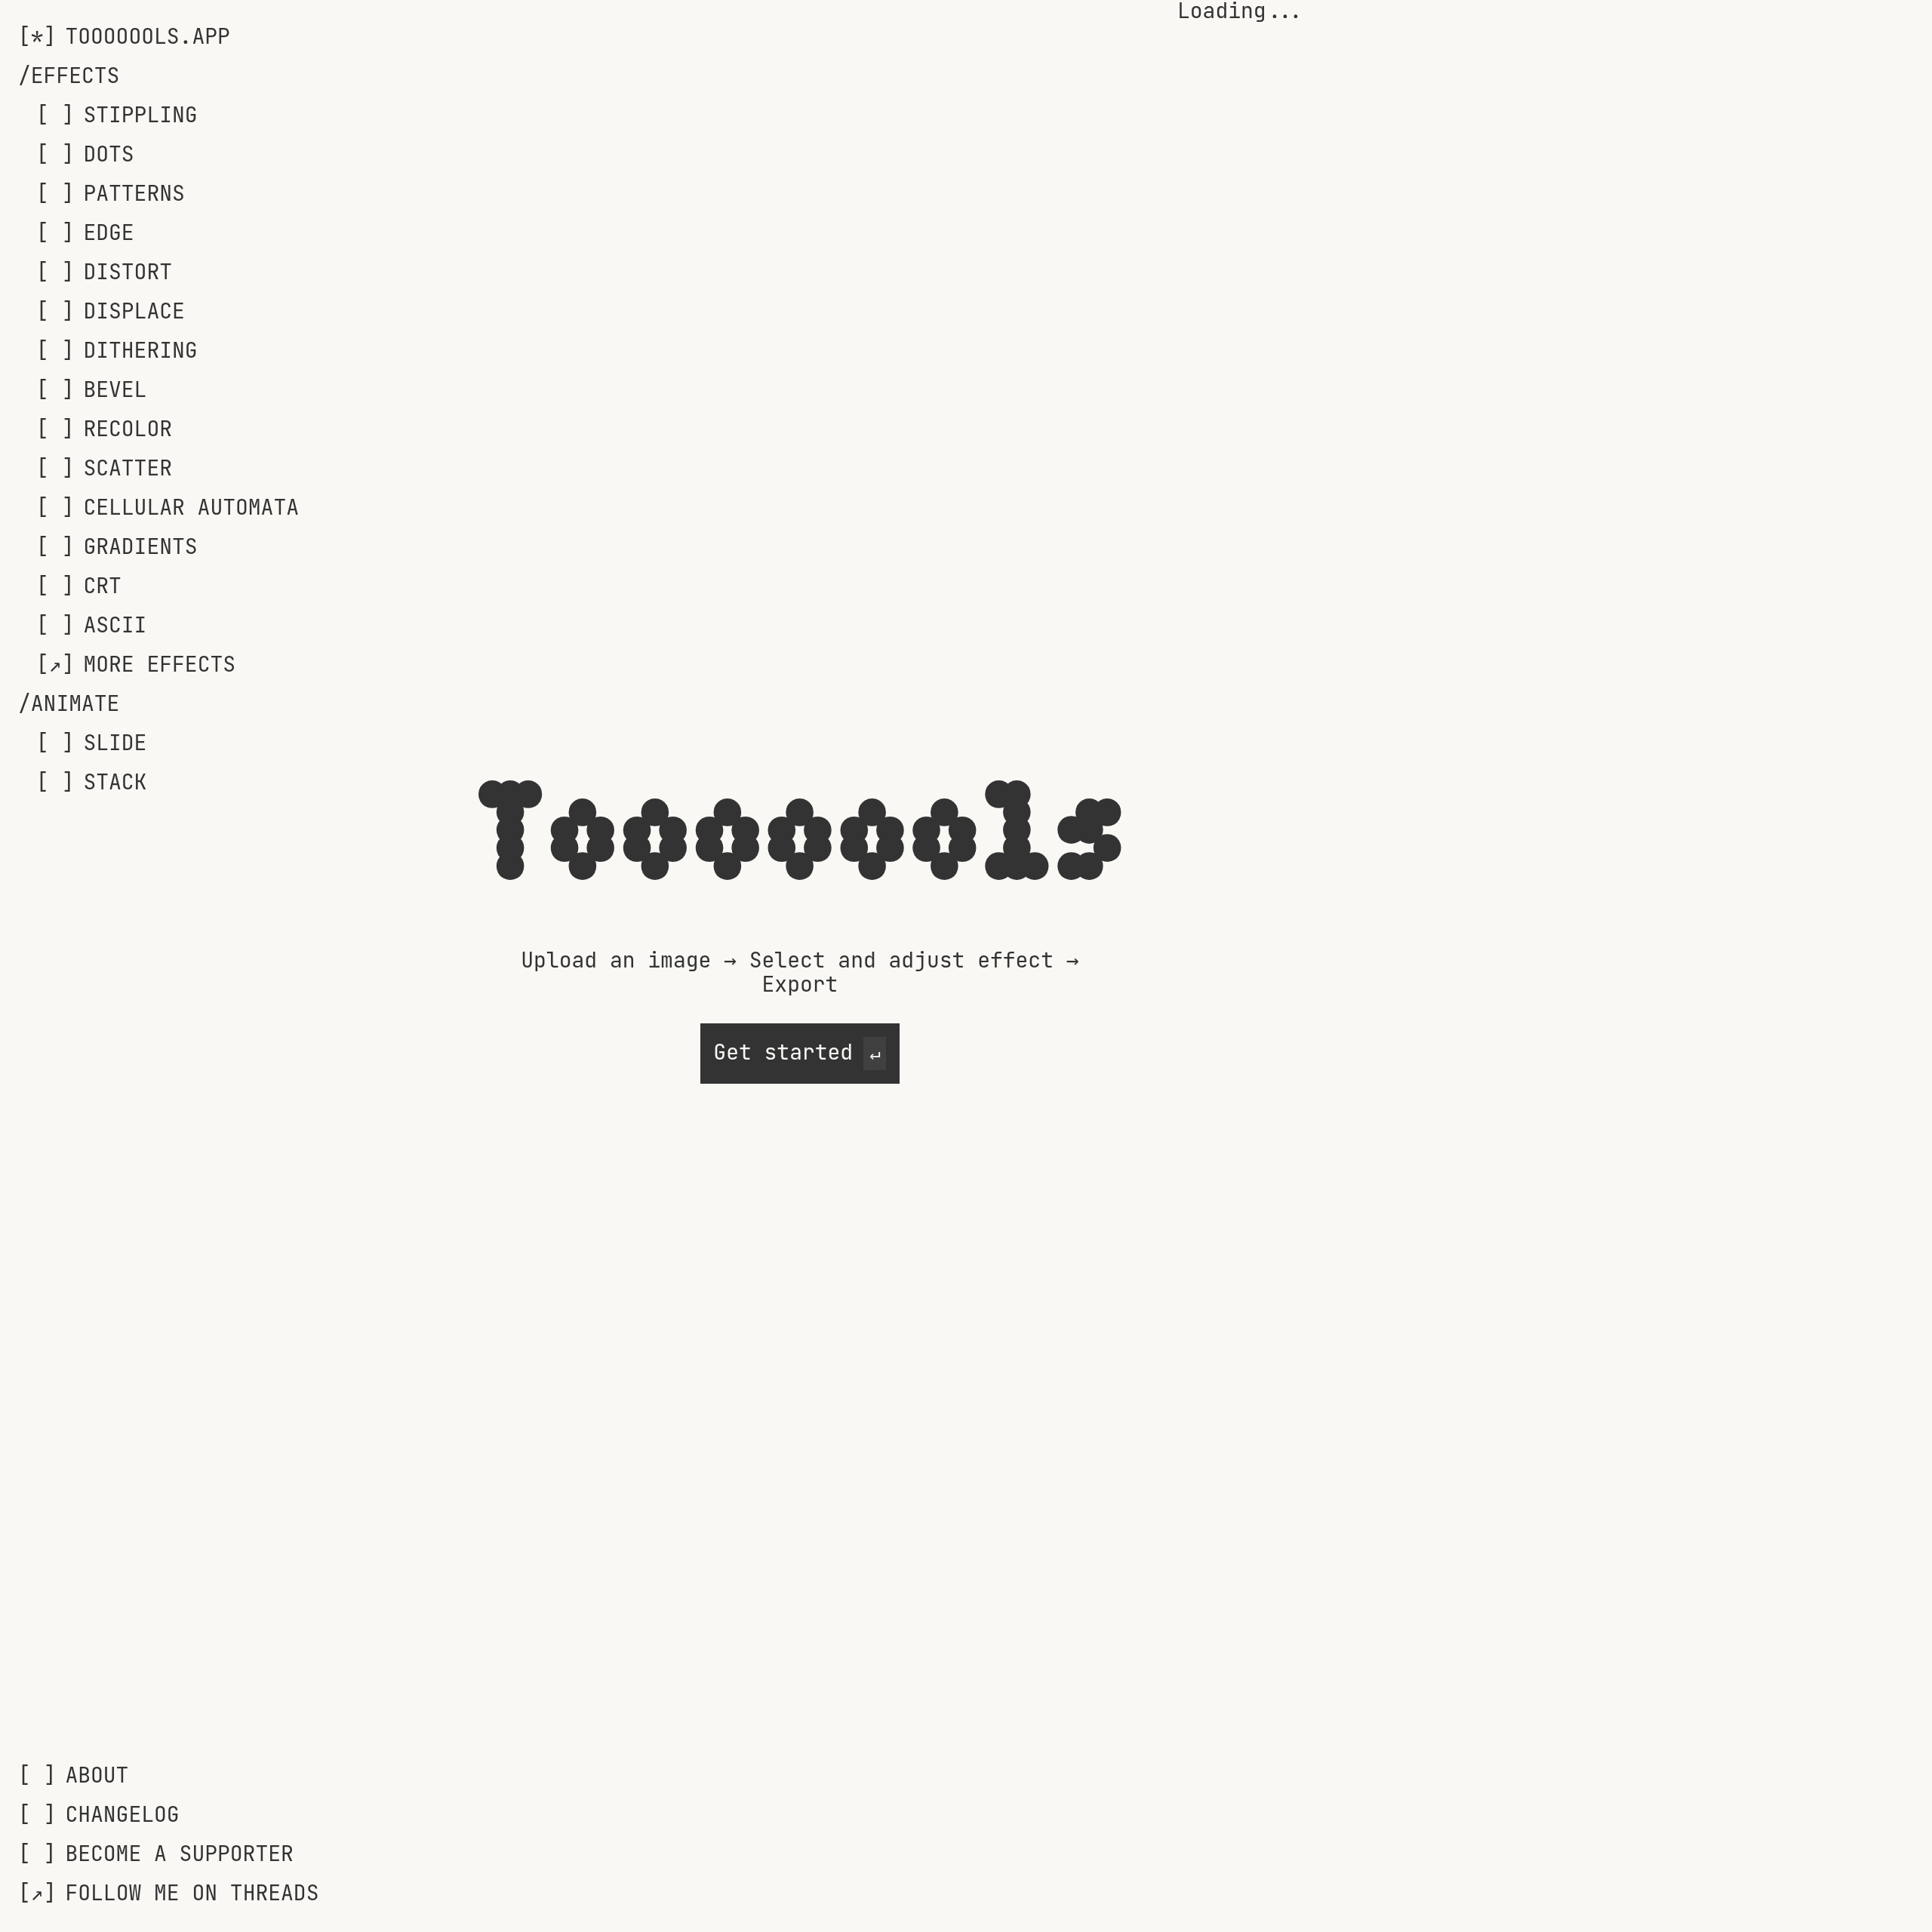 Loading...
[*] TOOOOOOLS.APP
/EFFECTS
[ ] STIPPLING
[ ] DOTS
[ ] PATTERNS
[ ] EDGE
[ ] DISTORT
[ ] DISPLACE
[ ] DITHERING
[ ] BEVEL
[ ] RECOLOR
[ ] SCATTER
[ ] CELLULAR AUTOMATA
[ ] GRADIENTS
[ ] CRT
[ ] ASCII
[↗] MORE EFFECTS
/ANIMATE
[ ] SLIDE
[ ] STACK
Tooooools
Upload an image → Select and adjust effect →
Export
Get started ↵
[ ] ABOUT
[ ] CHANGELOG
[ ] BECOME A SUPPORTER
[↗] FOLLOW ME ON THREADS